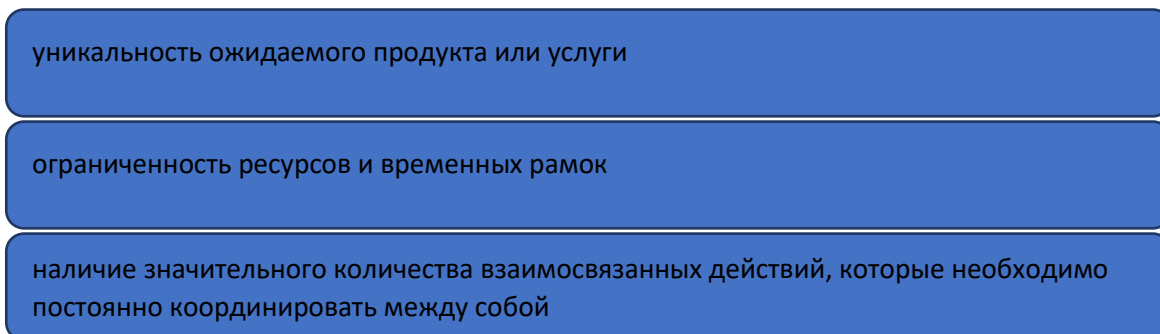 уникальность ожидаемого продукта или услуги
ограниченность ресурсов и временных рамок
наличие значительного количества взаимосвязанных действий, которые необходимо
постоянно координировать между собой